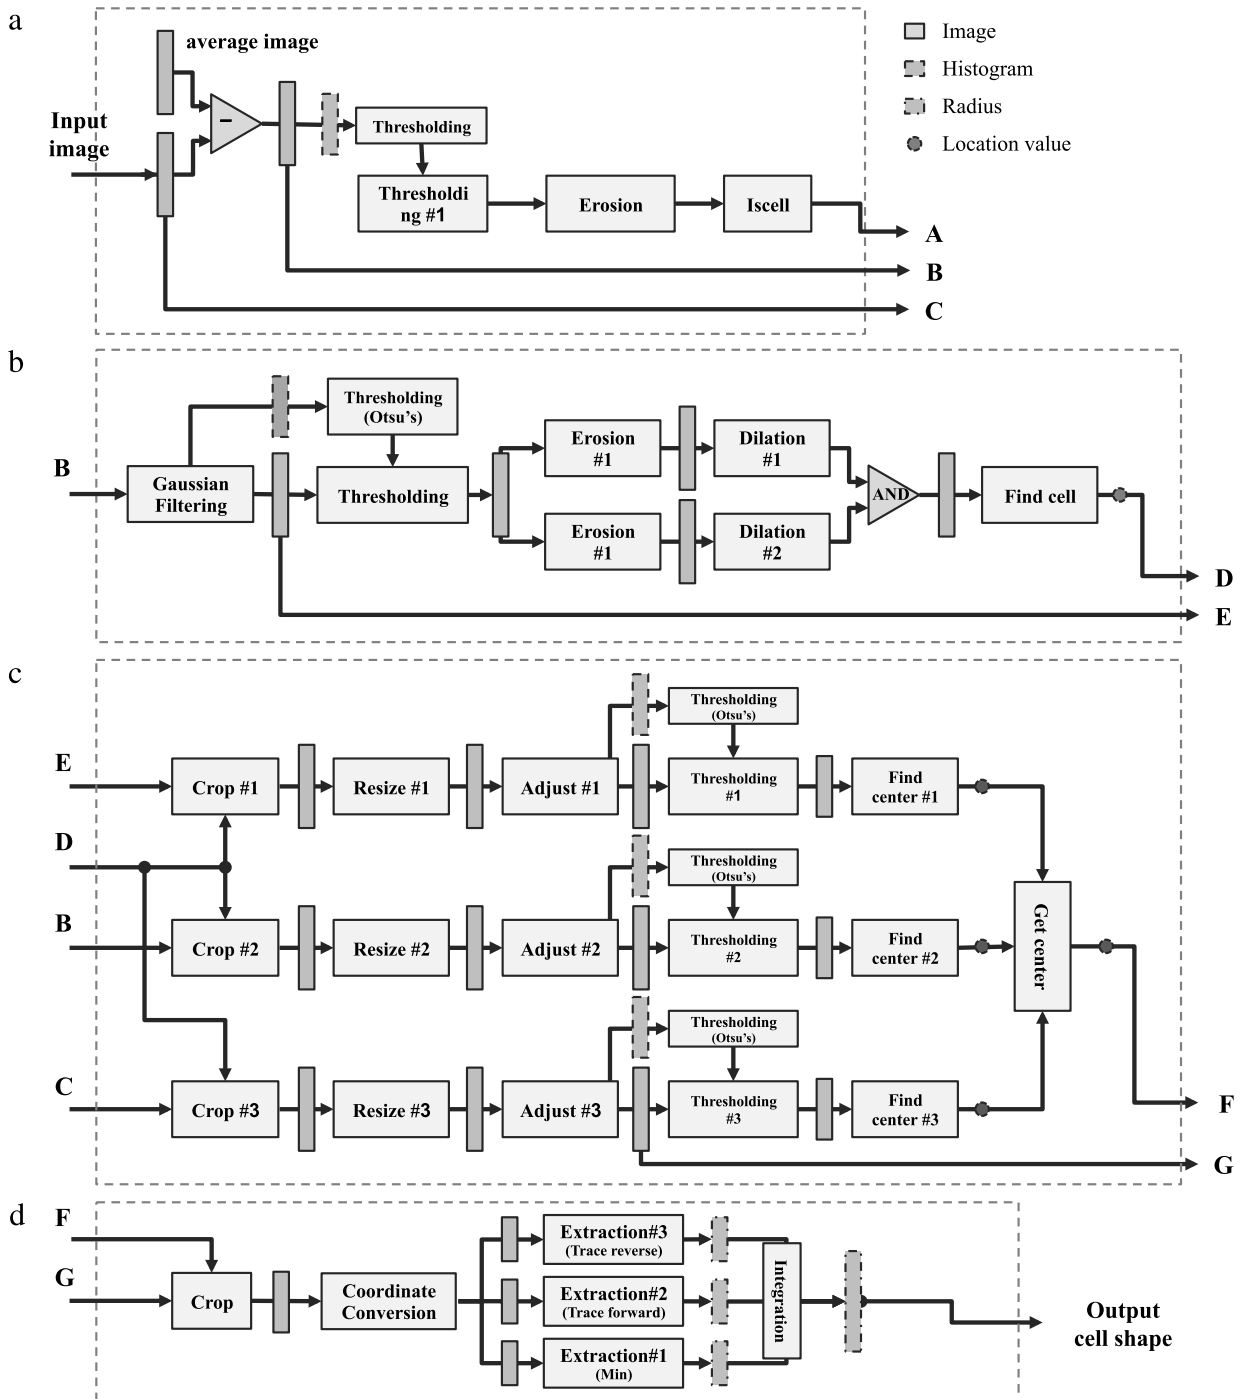 a
average image
Input
image
−
Thresholding
Thresholdi
ng #1
Erosion
Iscell
A
B
C
Image
Histogram
Radius
Location value
b
B
Gaussian
Filtering
Thresholding
(Otsu's)
Thresholding
Erosion
#1
Dilation
#1
Erosion
#1
Dilation
#2
AND
Find cell
D
E
c
E
D
B
C
Crop #1
Resize #1
Adjust #1
Thresholding
(Otsu's)
Thresholding
#1
Find
center #1
Crop #2
Resize #2
Adjust #2
Thresholding
(Otsu's)
Thresholding
#2
Find
center #2
Get center
Crop #3
Resize #3
Adjust #3
Thresholding
(Otsu's)
Thresholding
#3
Find
center #3
F
G
d
F
G
Crop
Coordinate
Conversion
Extraction#3
(Trace reverse)
Extraction#2
(Trace forward)
Extraction#1
(Min)
Integration
Output
cell shape